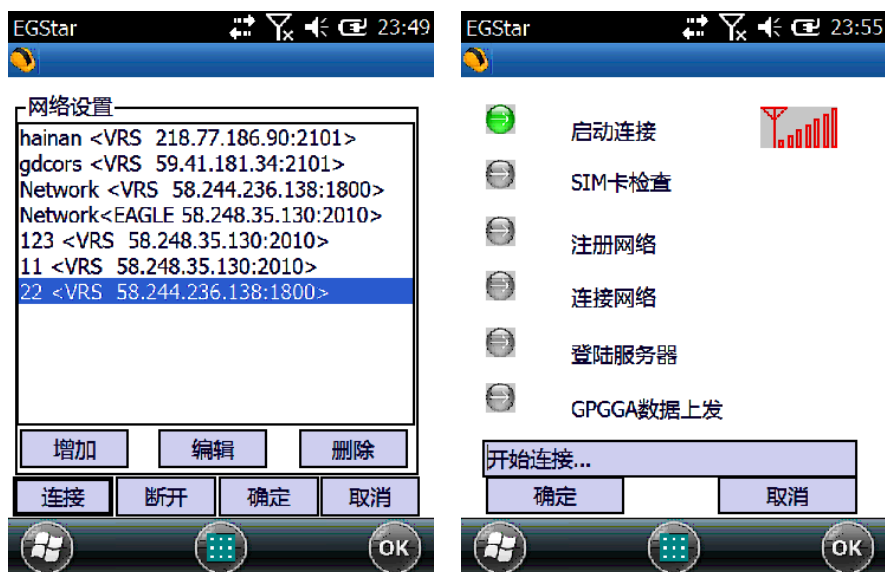 EGStar 23:49
网络设置
hainan <VRS 218.77.186.90:2101>
gdcors <VRS 59.41.181.34:2101>
Network <VRS 58.244.236.138:1800>
Network<EAGLE 58.248.35.130:2010>
123 <VRS 58.248.35.130:2010>
11 <VRS 58.248.35.130:2010>
22 <VRS 58.244.236.138:1800>
增加 编辑 删除
连接 断开 确定 取消
OK
EGStar 23:55
启动连接
SIM卡检查
注册网络
连接网络
登陆服务器
GPGGA数据上发
开始连接...
确定 取消
OK